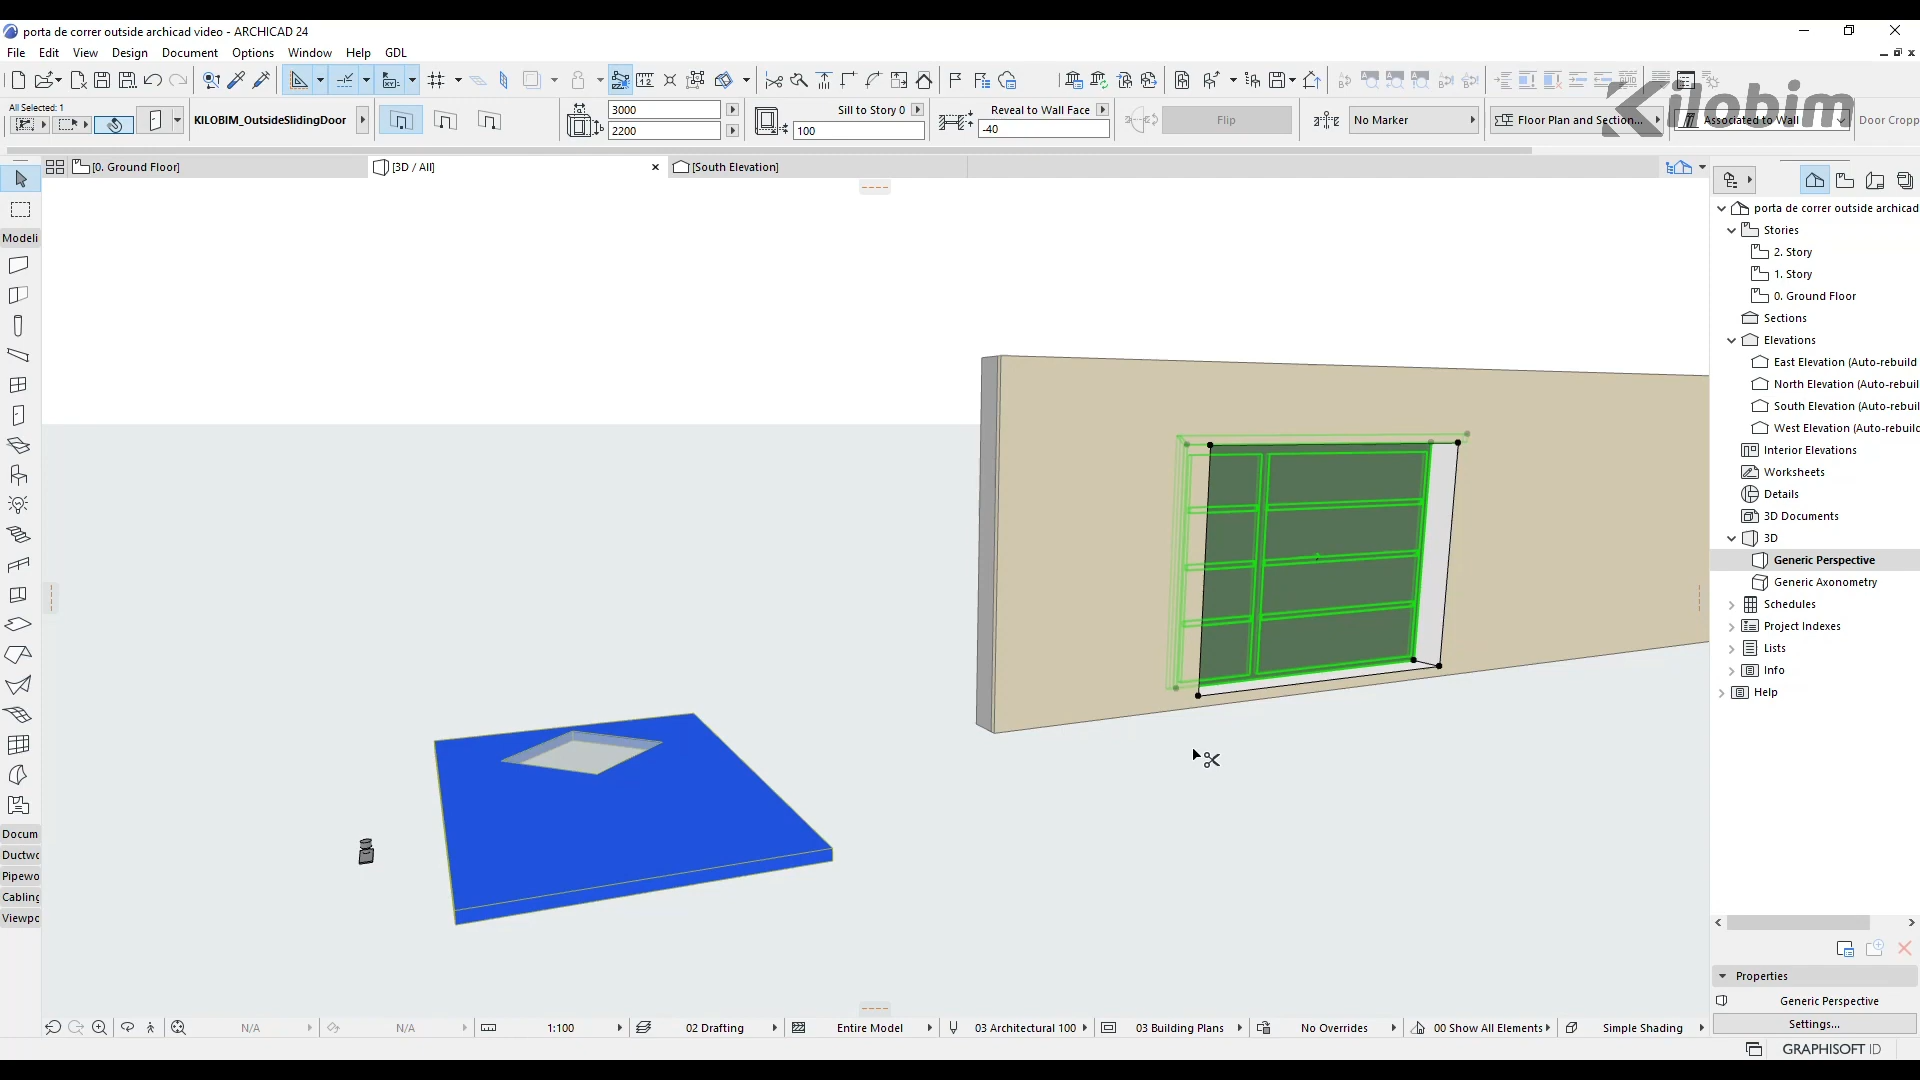 porta de correr outside archicad video - ARCHICAD 24
File Edit View Design Document Options Window Help GDL
All Selected: 1
KILOBIM_OutsideSlidingDoor
3000
2200
Sill to Story 0
100
Reveal to Wall Face
-40
Flip
No Marker
Floor Plan and Section...
Associated to Wall
Door Cropp
Kilobim
[0. Ground Floor]
[3D / All]
[South Elevation]
Modeli
Docum
Ductwo
Pipewo
Cabling
Viewpo
porta de correr outside archicad
Stories
2. Story
1. Story
0. Ground Floor
Sections
Elevations
East Elevation (Auto-rebuild
North Elevation (Auto-rebuil
South Elevation (Auto-rebuil
West Elevation (Auto-rebuild
Interior Elevations
Worksheets
Details
3D Documents
3D
Generic Perspective
Generic Axonometry
Schedules
Project Indexes
Lists
Info
Help
Properties
Generic Perspective
Settings...
N/A
N/A
1:100
02 Drafting
Entire Model
03 Architectural 100
03 Building Plans
No Overrides
00 Show All Elements
Simple Shading
GRAPHISOFT ID